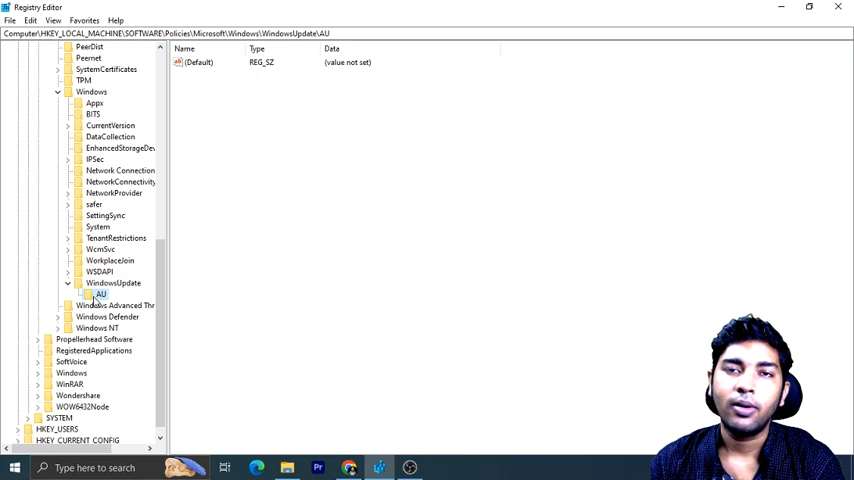 Registry Editor
File Edit View Favorites Help
Computer\HKEY_LOCAL_MACHINE\SOFTWARE\Policies\Microsoft\Windows\WindowsUpdate\AU
Name Type Data
(Default) REG_SZ (value not set)
PeerDist
Peernet
SystemCertificates
TPM
Windows
Appx
BITS
CurrentVersion
DataCollection
EnhancedStorageDev
IPSec
Network Connection
NetworkConnectivity
NetworkProvider
safer
SettingSync
System
TenantRestrictions
WcmSvc
WorkplaceJoin
WSDAPI
WindowsUpdate
AU
Windows Advanced Thr
Windows Defender
Windows NT
Propellerhead Software
RegisteredApplications
SoftVoice
Windows
WinRAR
Wondershare
WOW6432Node
SYSTEM
HKEY_USERS
HKEY_CURRENT_CONFIG
Type here to search
Pr